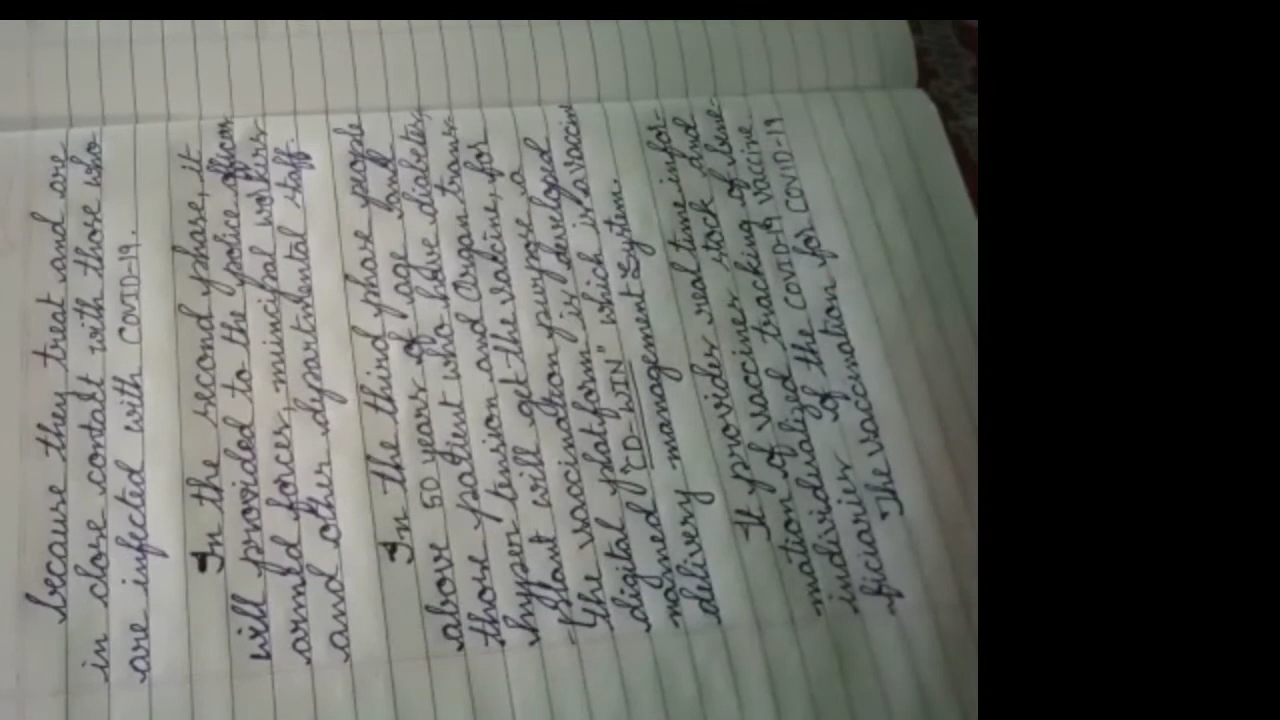 because they treat and are
in close contact with those who
are infected with COVID-19.
In the second phase, it
will provided to the police officer
armed forces, muincipal workers
and other departmental staff
In the third phase people
above 50 years of age and
those patient who have diabetes,
hyper tension and Organ trans-
plant will get the vaccine, for
the vaccination purpose a
digital platform is developed
named "CO-WIN" which is a vaccine
delivery management System.
It provides real time infor-
mation of vaccines stock and
individualized tracking of bene-
ficiaries of the COVID-19 vaccine.
The vaccination for COVID-19